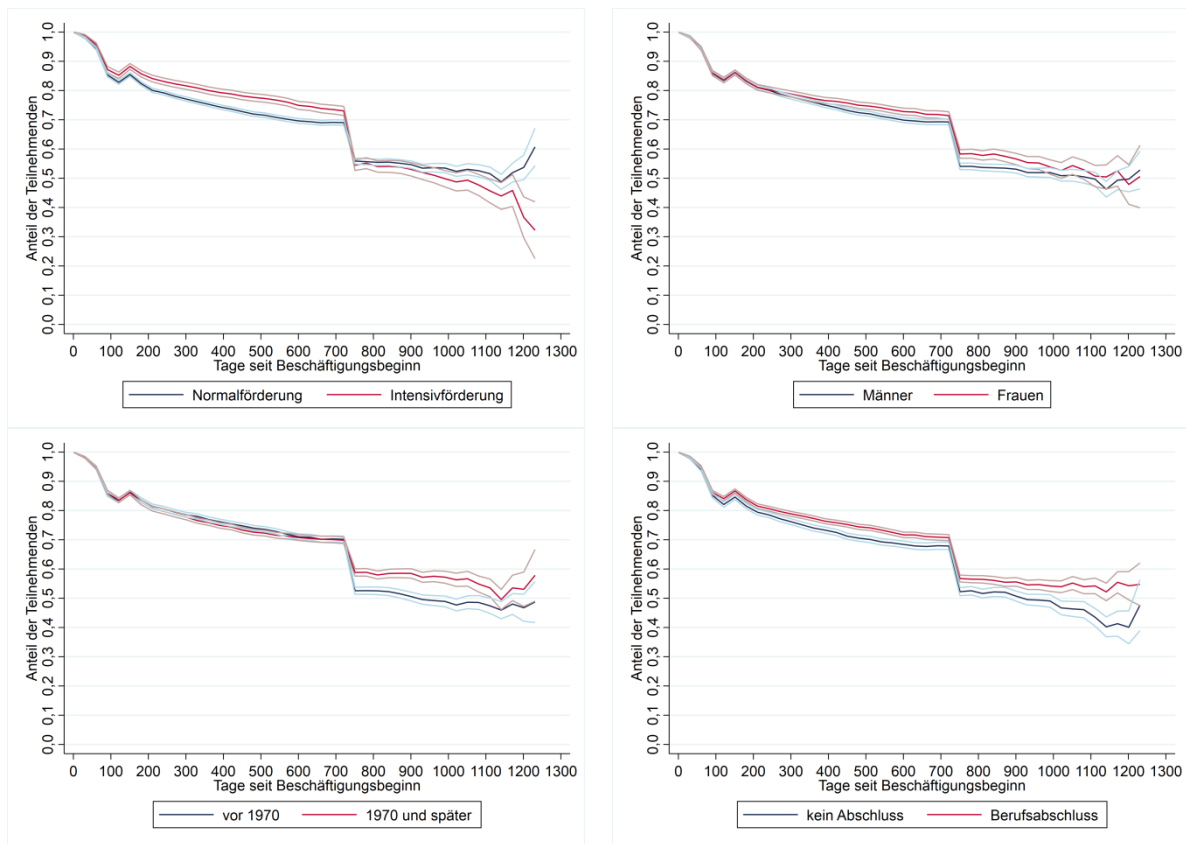 Anteil der Teilnehmenden
0,0 0,1 0,2 0,3 0,4 0,5 0,6 0,7 0,8 0,9 1,0
0 100 200 300 400 500 600 700 800 900 1000 1100 1200 1300
Tage seit Beschäftigungsbeginn
Normalförderung Intensivförderung
Anteil der Teilnehmenden
0,0 0,1 0,2 0,3 0,4 0,5 0,6 0,7 0,8 0,9 1,0
0 100 200 300 400 500 600 700 800 900 1000 1100 1200 1300
Tage seit Beschäftigungsbeginn
Männer Frauen
Anteil der Teilnehmenden
0,0 0,1 0,2 0,3 0,4 0,5 0,6 0,7 0,8 0,9 1,0
0 100 200 300 400 500 600 700 800 900 1000 1100 1200 1300
Tage seit Beschäftigungsbeginn
vor 1970 1970 und später
Anteil der Teilnehmenden
0,0 0,1 0,2 0,3 0,4 0,5 0,6 0,7 0,8 0,9 1,0
0 100 200 300 400 500 600 700 800 900 1000 1100 1200 1300
Tage seit Beschäftigungsbeginn
kein Abschluss Berufsabschluss